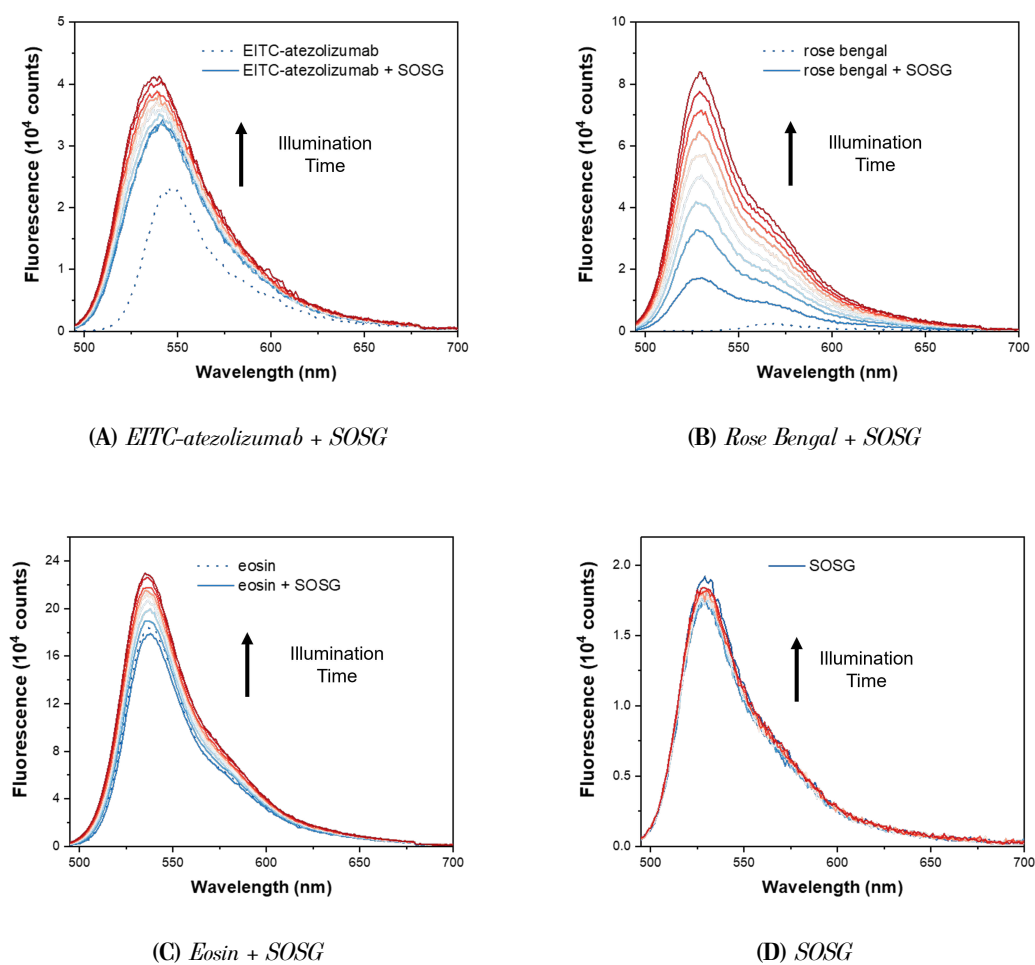 5
4
3
2
1
0
500
550
600
650
700
Fluorescence (10⁴ counts)
Wavelength (nm)
EITC-atezolizumab
EITC-atezolizumab + SOSG
Illumination
Time
(A) EITC-atezolizumab + SOSG
10
8
6
4
2
0
500
550
600
650
700
Fluorescence (10⁴ counts)
Wavelength (nm)
rose bengal
rose bengal + SOSG
Illumination
Time
(B) Rose Bengal + SOSG
24
20
16
12
8
4
0
500
550
600
650
700
Fluorescence (10⁴ counts)
Wavelength (nm)
eosin
eosin + SOSG
Illumination
Time
(C) Eosin + SOSG
2.0
1.5
1.0
0.5
0.0
500
550
600
650
700
Fluorescence (10⁴ counts)
Wavelength (nm)
SOSG
Illumination
Time
(D) SOSG